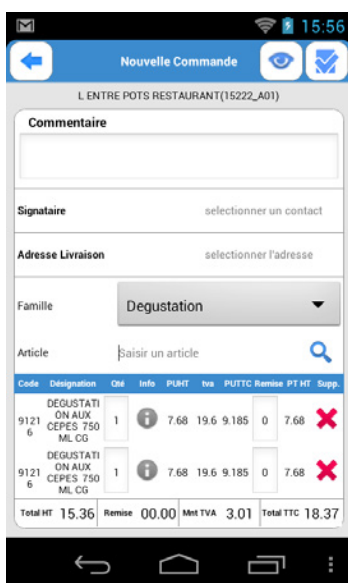 15:56
Nouvelle Commande
L ENTRE POTS RESTAURANT(15222_A01)
Commentaire
Signataire selectionner un contact
Adresse Livraison selectionner l'adresse
Famille Degustation
Article Saisir un article
Code Désignation Qté Info PUHT tva PUTTC Remise PT HT Supp.
DEGUSTATI
9121 ON AUX 1 i 7.68 19.6 9.185 0 7.68
6 CEPES 750
ML CG
DEGUSTATI
9121 ON AUX 1 i 7.68 19.6 9.185 0 7.68
6 CEPES 750
ML CG
Total HT 15.36 Remise 00.00 Mnt TVA 3.01 Total TTC 18.37